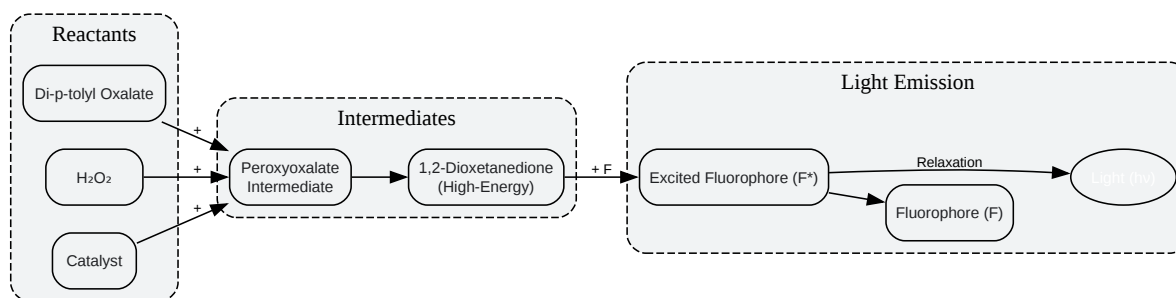 Reactants
Di-p-tolyl Oxalate
H₂O₂
Catalyst
+
+
+
Intermediates
Peroxyoxalate
Intermediate
1,2-Dioxetanedione
(High-Energy)
+ F
Light Emission
Excited Fluorophore (F*)
Relaxation
Fluorophore (F)
Light (hν)